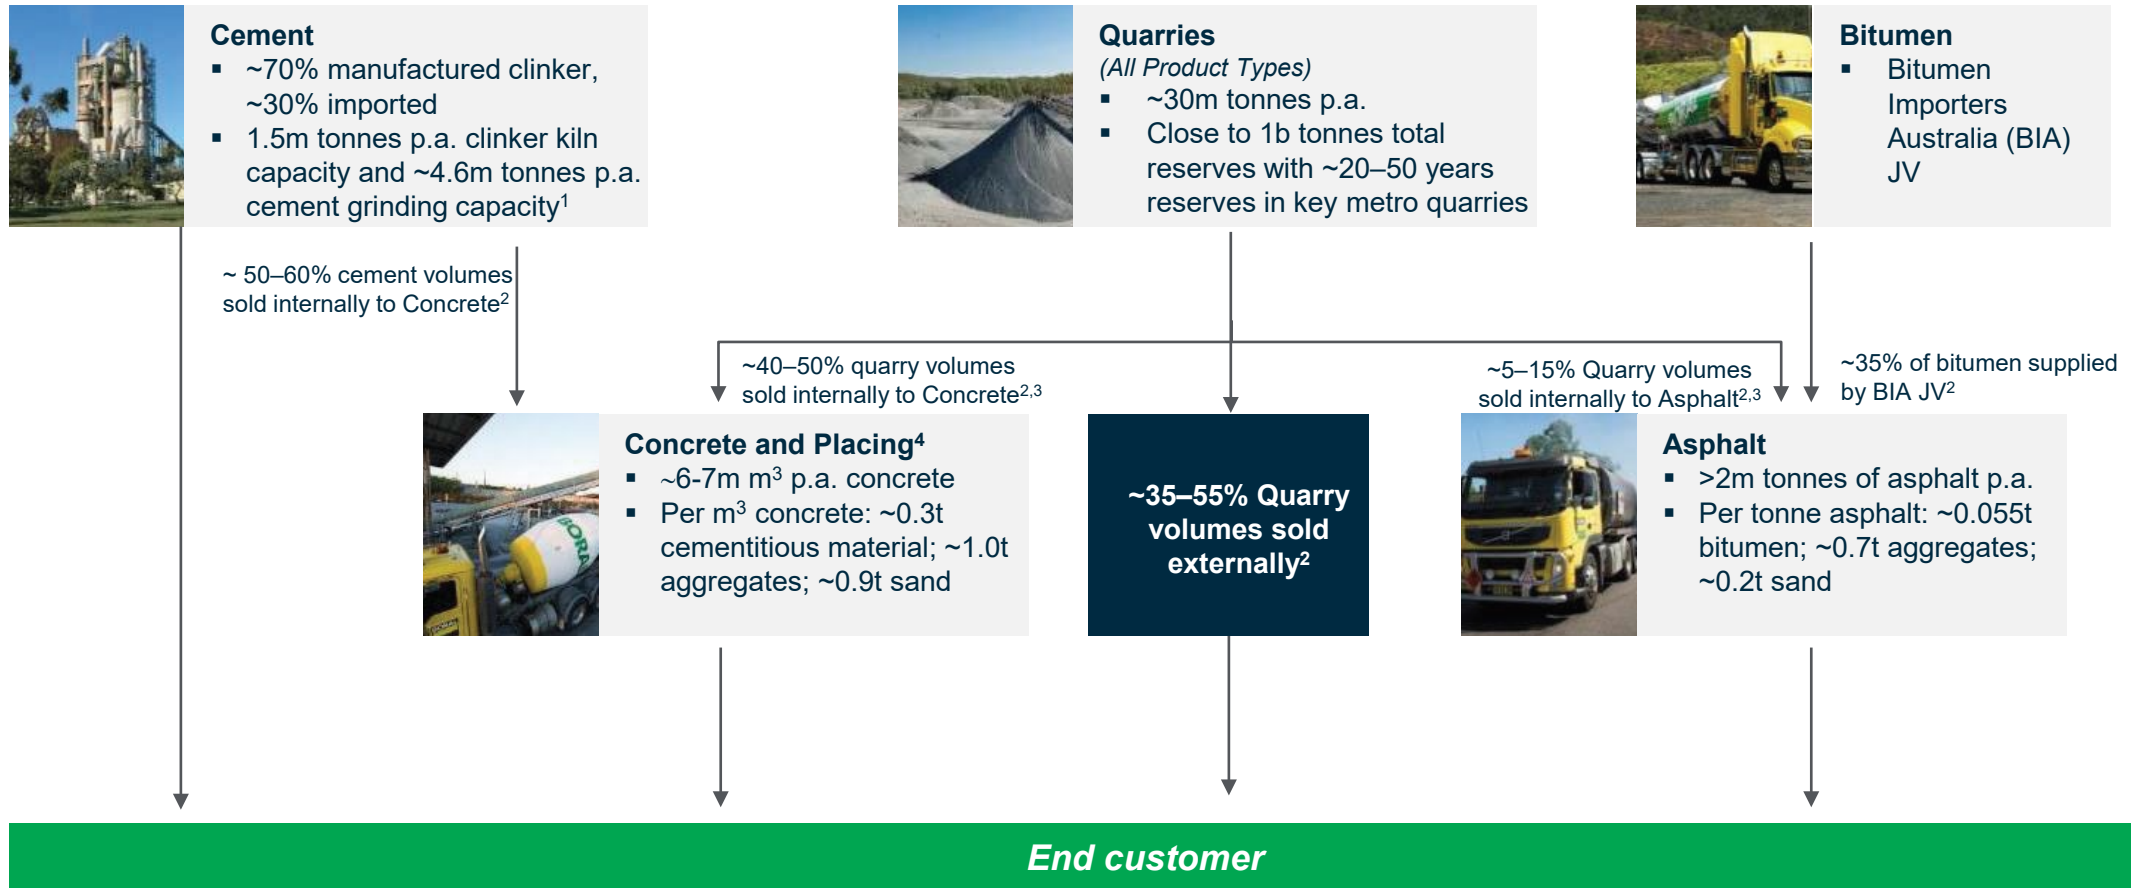 Cement
▪ ~70% manufactured clinker,
~30% imported
▪ 1.5m tonnes p.a. clinker kiln
capacity and ~4.6m tonnes p.a.
cement grinding capacity¹
Quarries
(All Product Types)
▪ ~30m tonnes p.a.
▪ Close to 1b tonnes total
reserves with ~20–50 years
reserves in key metro quarries
Bitumen
▪ Bitumen
Importers
Australia (BIA)
JV
~ 50–60% cement volumes
sold internally to Concrete²
~40–50% quarry volumes
sold internally to Concrete²,³
~5–15% Quarry volumes
sold internally to Asphalt²,³
~35% of bitumen supplied
by BIA JV²
BORA
Concrete and Placing⁴
▪ ~6-7m m³ p.a. concrete
▪ Per m³ concrete: ~0.3t
cementitious material; ~1.0t
aggregates; ~0.9t sand
~35–55% Quarry
volumes sold
externally²
Asphalt
▪ >2m tonnes of asphalt p.a.
▪ Per tonne asphalt: ~0.055t
bitumen; ~0.7t aggregates;
~0.2t sand
End customer